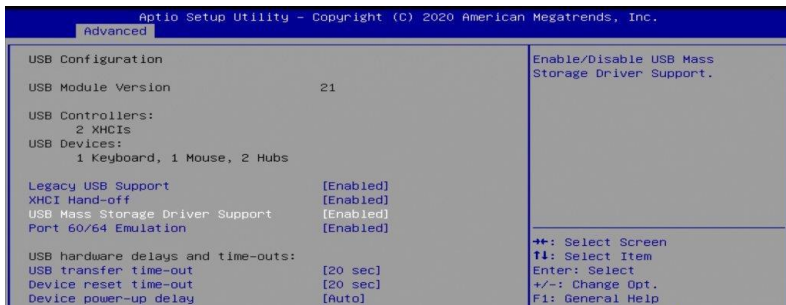 Aptio Setup Utility – Copyright (C) 2020 American Megatrends, Inc.
Advanced
USB Configuration
USB Module Version 21
USB Controllers:
2 XHCIs
USB Devices:
1 Keyboard, 1 Mouse, 2 Hubs
Legacy USB Support [Enabled]
XHCI Hand-off [Enabled]
USB Mass Storage Driver Support [Enabled]
Port 60/64 Emulation [Enabled]
USB hardware delays and time-outs:
USB transfer time-out [20 sec]
Device reset time-out [20 sec]
Device power-up delay [Auto]
Enable/Disable USB Mass
Storage Driver Support.
→←: Select Screen
↑↓: Select Item
Enter: Select
+/-: Change Opt.
F1: General Help